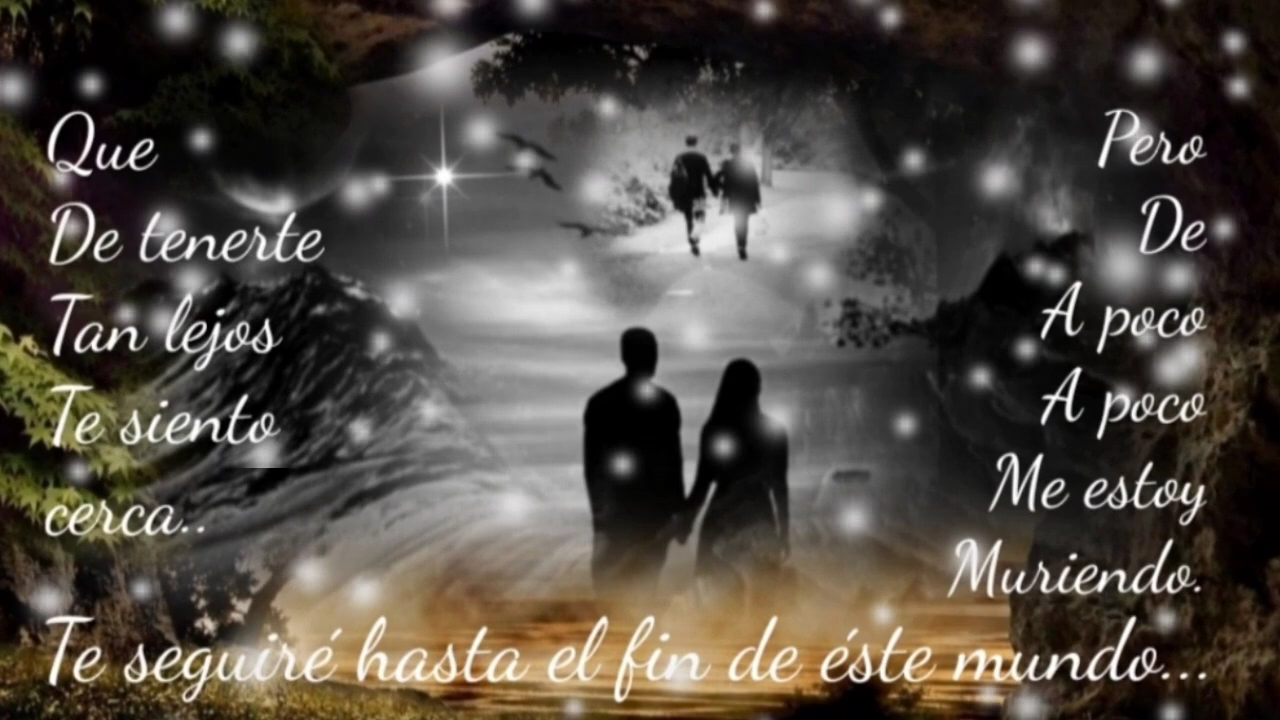 Que
De tenerte
Tan lejos
Te siento
cerca..
Pero
De
A poco
A poco
Me estoy
Muriendo.
Te seguiré hasta el fin de éste mundo...